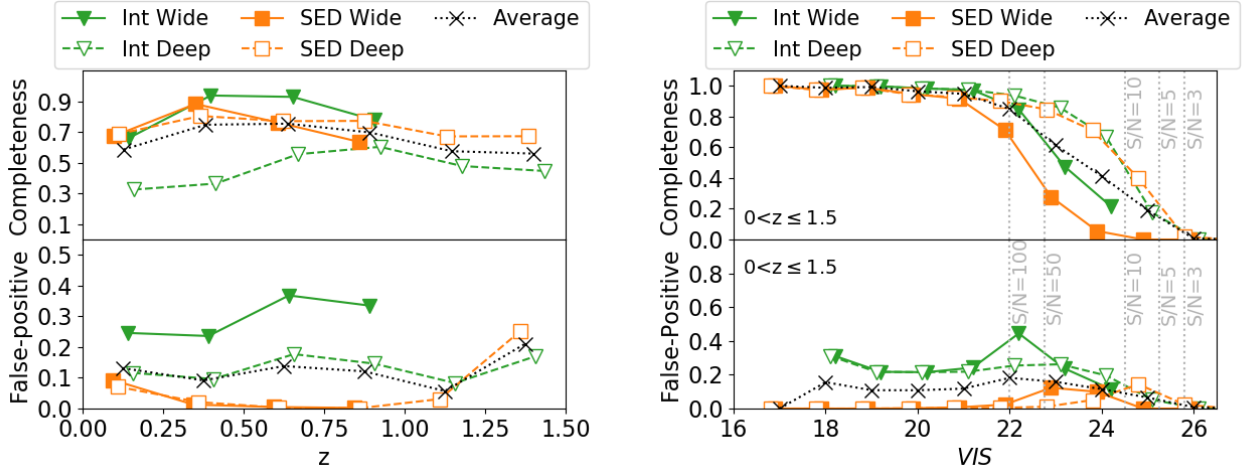 Int Wide SED Wide Average
Int Deep SED Deep
Completeness
0.9
0.7
0.5
0.3
0.1
False-positive
0.5
0.4
0.3
0.2
0.1
0.0
0.00 0.25 0.50 0.75 1.00 1.25 1.50
z
Int Wide SED Wide Average
Int Deep SED Deep
Completeness
1.0
0.8
0.6
0.4
0.2
0.0
0<z≤1.5
S/N=10
S/N=5
S/N=3
False-Positive
0.8
0.6
0.4
0.2
0.0
0<z≤1.5
S/N=100
S/N=50
S/N=10
S/N=5
S/N=3
16 18 20 22 24 26
VIS